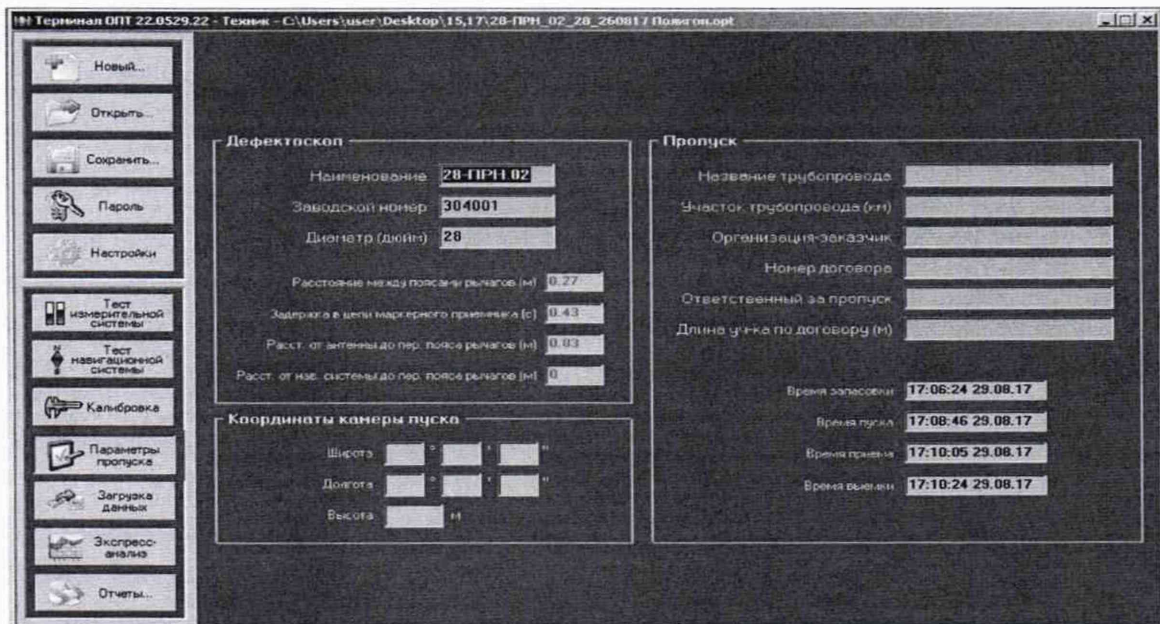 Терминал ОПТ 22.0529.22 - Техник - C:\Users\user\Desktop\15,17\28-ПРН_02_28_260817 Полигон.opt
Новый...
Открыть...
Сохранить...
Пароль
Настройки
Тест
измерительной
системы
Тест
навигационной
системы
Калибровка
Параметры
пропуска
Загрузка
данных
Экспресс-
анализ
Отчеты...
Дефектоскоп
Наименование 28-ПРН.02
Заводской номер 304001
Диаметр (дюйм) 28
Расстояние между поясами рычагов (м) 0.27
Задержка в цепи маркерного приемника (с) 0.43
Расст. от антенны до пер. пояса рычагов (м) 0.83
Расст. от нав. системы до пер. пояса рычагов (м) 0
Координаты камеры пуска
Широта ° ' "
Долгота ° ' "
Высота м
Пропуск
Название трубопровода
Участок трубопровода (км)
Организация-заказчик
Номер договора
Ответственный за пропуск
Длина уч-ка по договору (м)
Время запасовки 17:06:24 29.08.17
Время пуска 17:08:46 29.08.17
Время приема 17:10:05 29.08.17
Время выемки 17:10:24 29.08.17